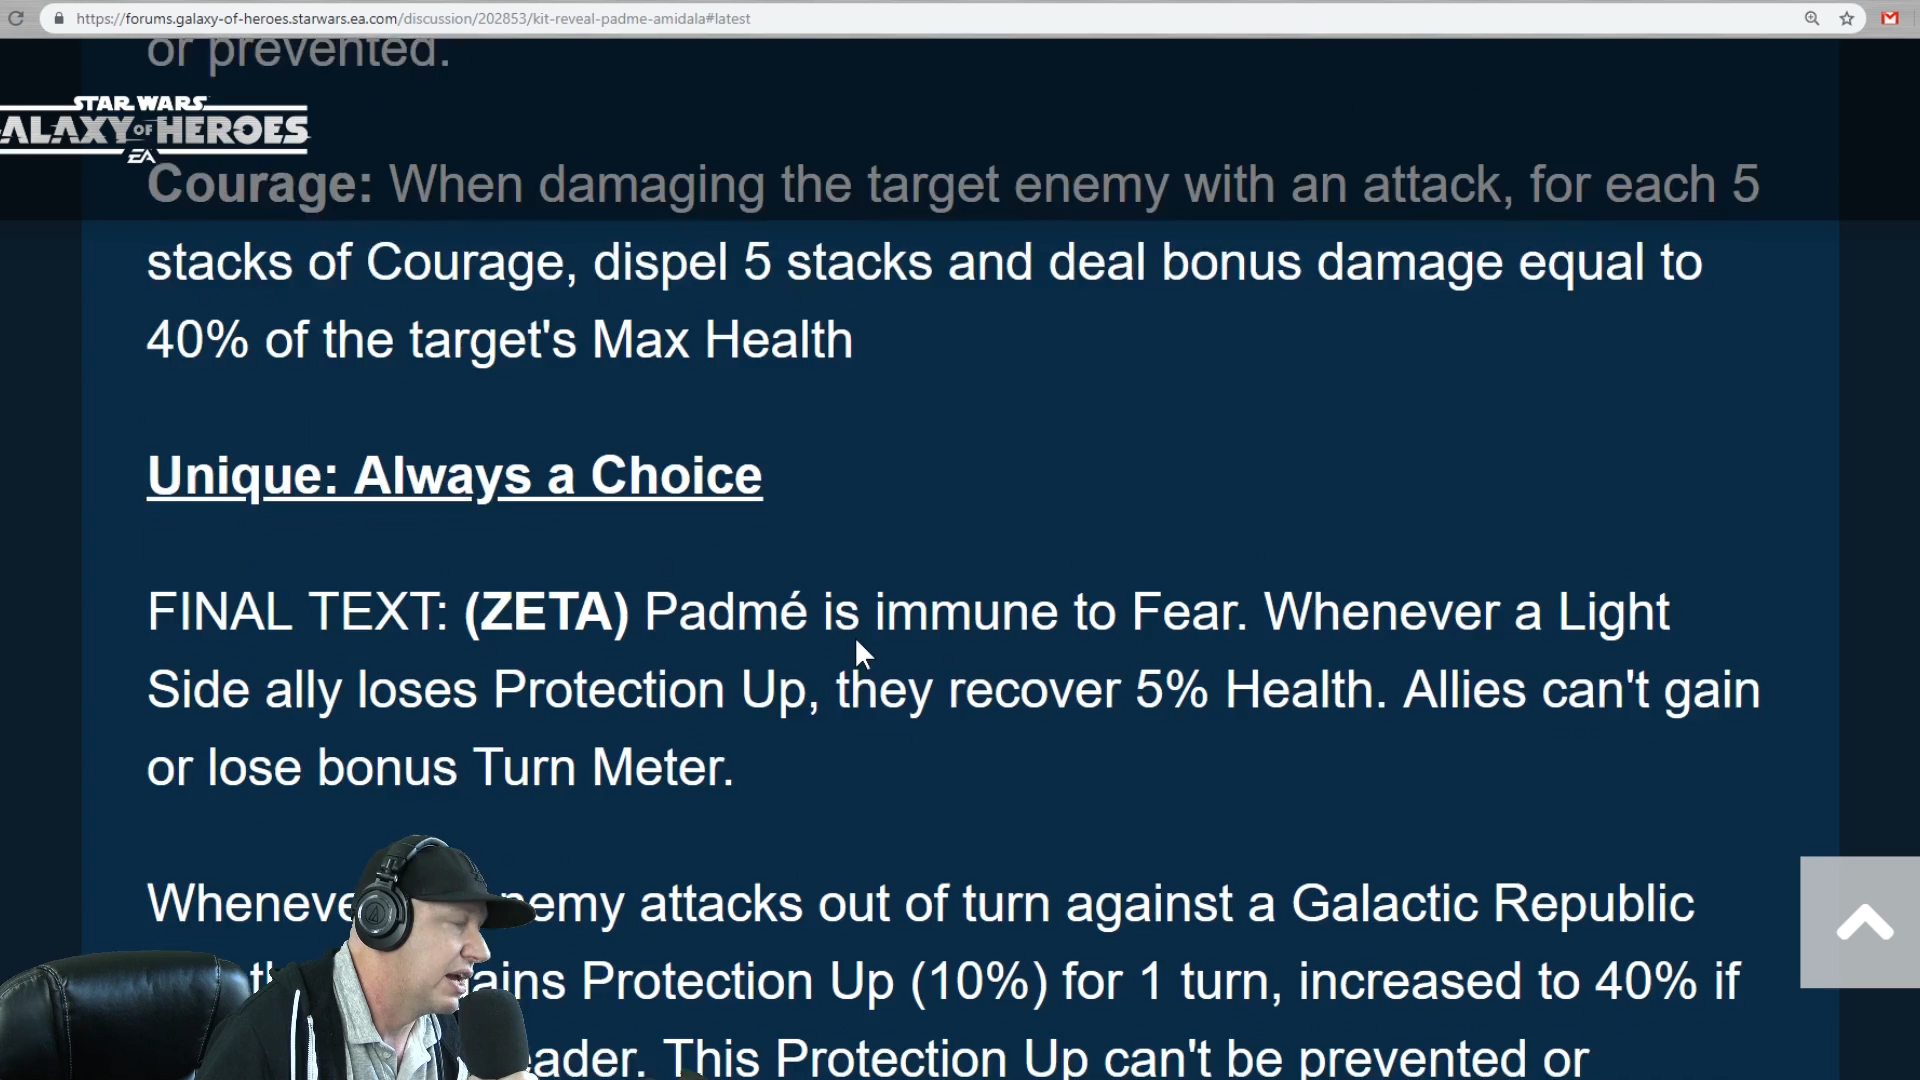 https://forums.galaxy-of-heroes.starwars.ea.com/discussion/202853/kit-reveal-padme-amidala#latest
or prevented.
STAR WARS
GALAXY OF HEROES
EA
Courage: When damaging the target enemy with an attack, for each 5
stacks of Courage, dispel 5 stacks and deal bonus damage equal to
40% of the target's Max Health
Unique: Always a Choice
FINAL TEXT: (ZETA) Padmé is immune to Fear. Whenever a Light
Side ally loses Protection Up, they recover 5% Health. Allies can't gain
or lose bonus Turn Meter.
attacks out of turn against a Galactic Republic
Protection Up (10%) for 1 turn, increased to 40% if
This Protection Up can't be prevented or